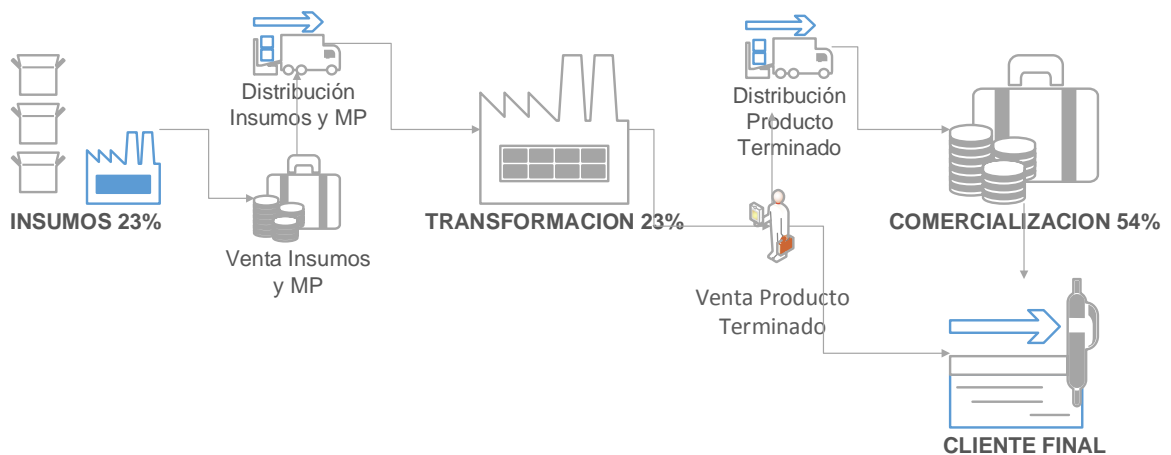 Distribución
Insumos y MP
Distribución
Producto
Terminado
INSUMOS 23%
TRANSFORMACION 23%
COMERCIALIZACION 54%
Venta Insumos
y MP
Venta Producto
Terminado
CLIENTE FINAL